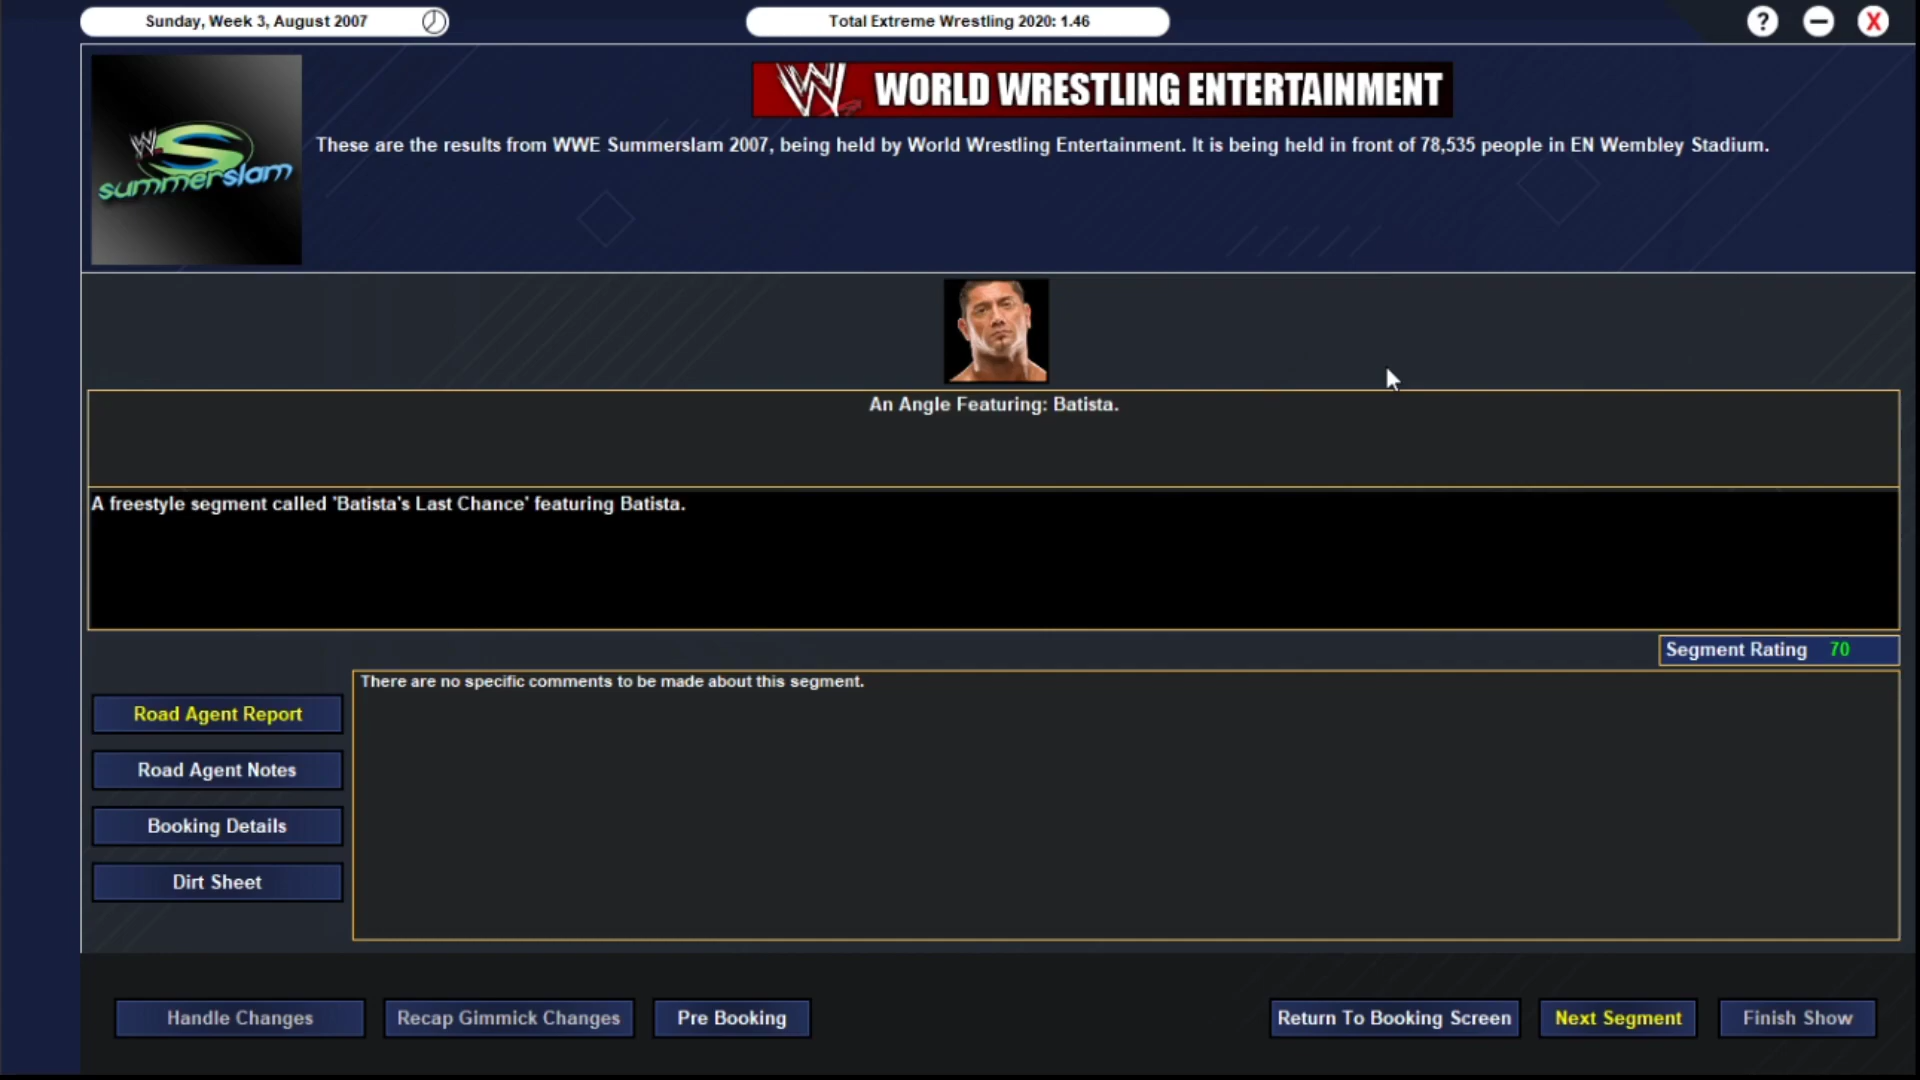 Sunday, Week 3, August 2007
Total Extreme Wrestling 2020: 1.46
?
X
W WORLD WRESTLING ENTERTAINMENT
W S summerslam
These are the results from WWE Summerslam 2007, being held by World Wrestling Entertainment. It is being held in front of 78,535 people in EN Wembley Stadium.
An Angle Featuring: Batista.
A freestyle segment called 'Batista's Last Chance' featuring Batista.
Segment Rating 70
There are no specific comments to be made about this segment.
Road Agent Report
Road Agent Notes
Booking Details
Dirt Sheet
Handle Changes
Recap Gimmick Changes
Pre Booking
Return To Booking Screen
Next Segment
Finish Show